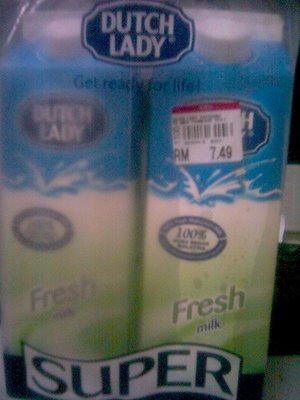 DUTCH
LADY
Get ready for life!
DUTCH
LADY
H
RM 7.49
100%
Fresh
milk
Fresh
milk
SUPER